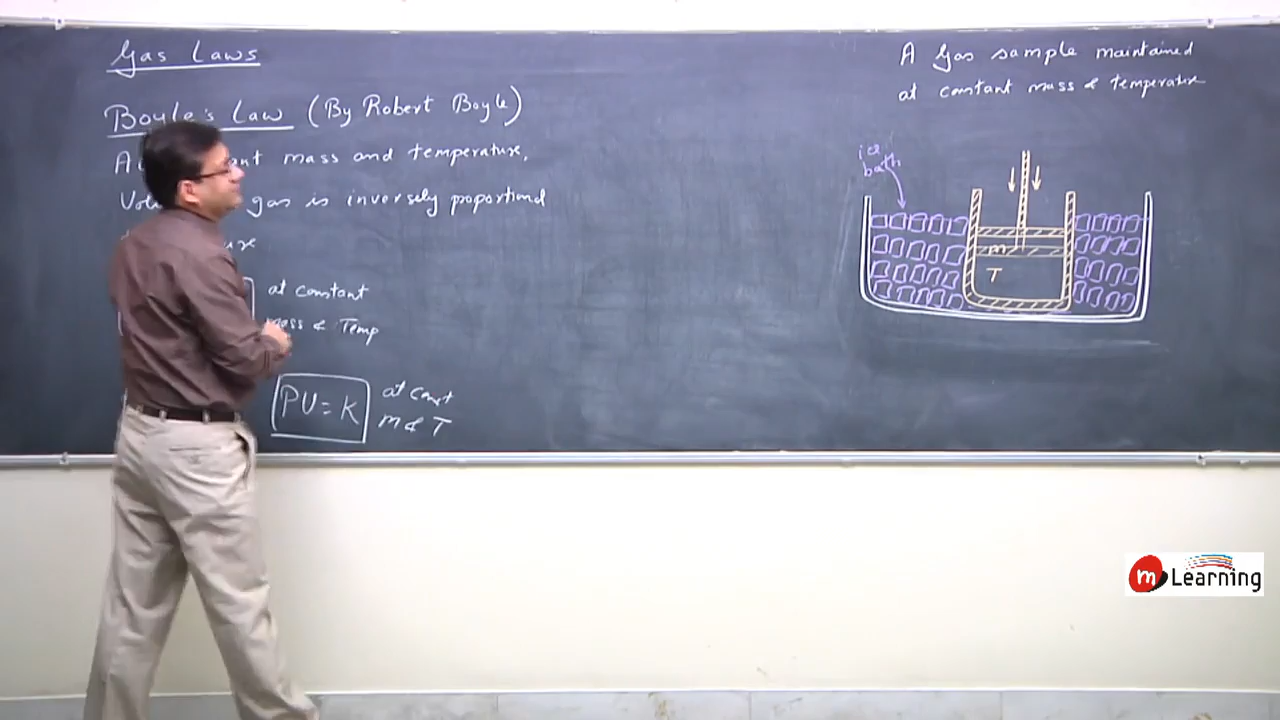 Gas Laws
Boyle's Law (By Robert Boyle)
mass and temperature,
gas is inversely proportional
at constant
mass & Temp
PV = K
at const
m & T
A Gas sample maintained
at constant mass & temperature
ice
bath
m
T
m Learning